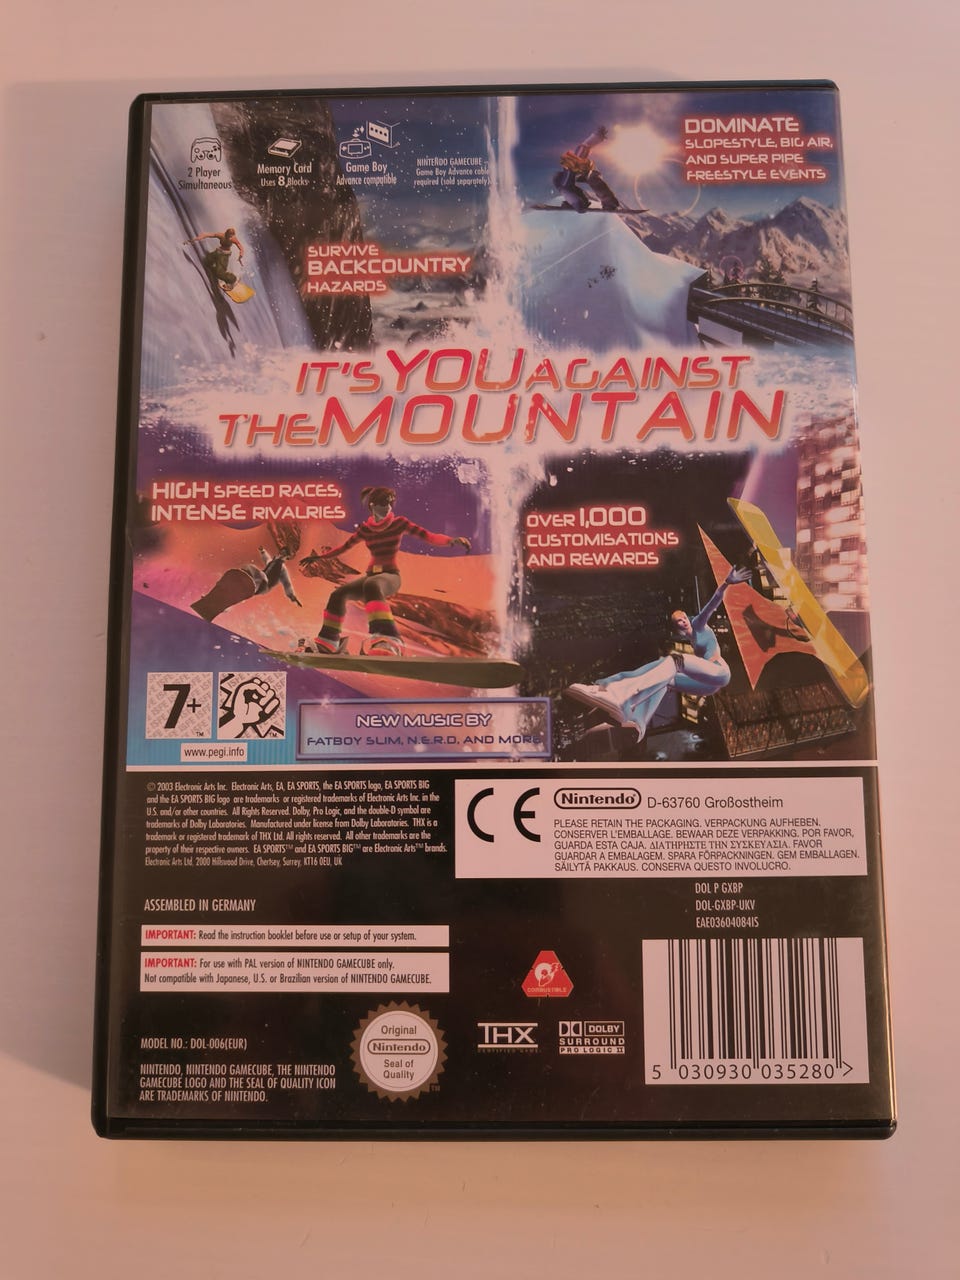 2 Player
Simultaneous
Memory Card
Uses 8 Blocks
Game Boy
Advance compatible
NINTENDO GAMECUBE
Game Boy Advance cable
required (sold separately).
DOMINATE
SLOPESTYLE, BIG AIR,
AND SUPER PIPE
FREESTYLE EVENTS
SURVIVE
BACKCOUNTRY
HAZARDS
IT'S YOU AGAINST
THE MOUNTAIN
HIGH SPEED RACES,
INTENSE RIVALRIES
OVER 1,000
CUSTOMISATIONS
AND REWARDS
7+
TM
TM
www.pegi.info
NEW MUSIC BY
FATBOY SLIM, N.E.R.D, AND MORE
© 2003 Electronic Arts Inc. Electronic Arts, EA, EA SPORTS, the EA SPORTS logo, EA SPORTS BIG
and the EA SPORTS BIG logo are trademarks or registered trademarks of Electronic Arts Inc. in the
U.S. and/or other countries. All Rights Reserved. Dolby, Pro Logic, and the double-D symbol are
trademarks of Dolby Laboratories. Manufactured under license from Dolby Laboratories. THX is a
trademark or registered trademark of THX Ltd. All rights reserved. All other trademarks are the
property of their respective owners. EA SPORTS™ and EA SPORTS BIG™ are Electronic Arts™ brands.
Electronic Arts Ltd. 2000 Hillswood Drive, Chertsey, Surrey, KT16 0EU, UK
CE
Nintendo D-63760 Großostheim
PLEASE RETAIN THE PACKAGING. VERPACKUNG AUFHEBEN.
CONSERVER L'EMBALLAGE. BEWAAR DEZE VERPAKKING. POR FAVOR,
GUARDA ESTA CAJA. ΔΙΑΤΗΡΗΣΤΕ ΤΗΝ ΣΥΣΚΕΥΑΣΙΑ. FAVOR
GUARDAR A EMBALAGEM. SPARA FÖRPACKNINGEN. GEM EMBALLAGEN.
SÄILYTÄ PAKKAUS. CONSERVA QUESTO INVOLUCRO.
DOL P GXBP
DOL-GXBP-UKV
EAE03604084IS
ASSEMBLED IN GERMANY
IMPORTANT: Read the instruction booklet before use or setup of your system.
IMPORTANT: For use with PAL version of NINTENDO GAMECUBE only.
Not compatible with Japanese, U.S. or Brazilian version of NINTENDO GAMECUBE.
COMBUSTIBLE
MODEL NO.: DOL-006(EUR)
NINTENDO, NINTENDO GAMECUBE, THE NINTENDO
GAMECUBE LOGO AND THE SEAL OF QUALITY ICON
ARE TRADEMARKS OF NINTENDO.
Original
Nintendo
Seal of
Quality
TM
THX
CERTIFIED GAME
DOLBY
SURROUND
PRO LOGIC II
5 030930 035280 >